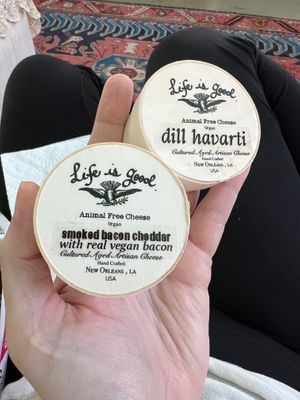 Life is good
Animal Free Cheese
Vegan
dill havarti
Cultured Aged Artisan Cheese
Hand Crafted
New Orleans, LA
USA
Life is good
Animal Free Cheese
Vegan
smoked bacon cheddar
with real vegan bacon
Cultured Aged Artisan Cheese
Hand Crafted
New Orleans, LA
USA